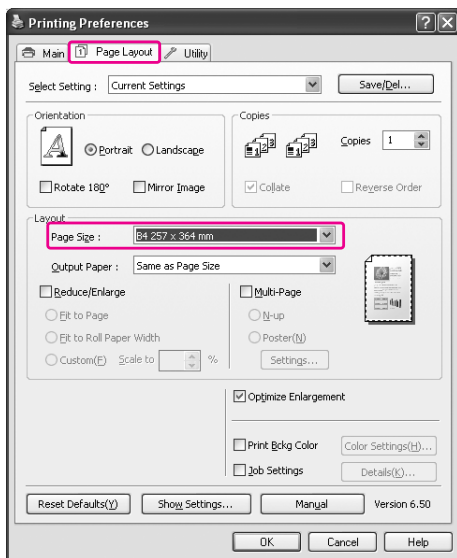 Printing Preferences
Main Page Layout Utility
Select Setting : Current Settings Save/Del...
Orientation
Portrait Landscape
Rotate 180° Mirror Image
Copies
Copies 1
Collate Reverse Order
Layout
Page Size : B4 257 x 364 mm
Output Paper : Same as Page Size
Reduce/Enlarge
Fit to Page
Fit to Roll Paper Width
Custom(F) Scale to %
Multi-Page
N-up
Poster(N)
Settings...
Optimize Enlargement
Print Bckg Color Color Settings(H)...
Job Settings Details(K)...
Reset Defaults(Y) Show Settings... Manual Version 6.50
OK Cancel Help